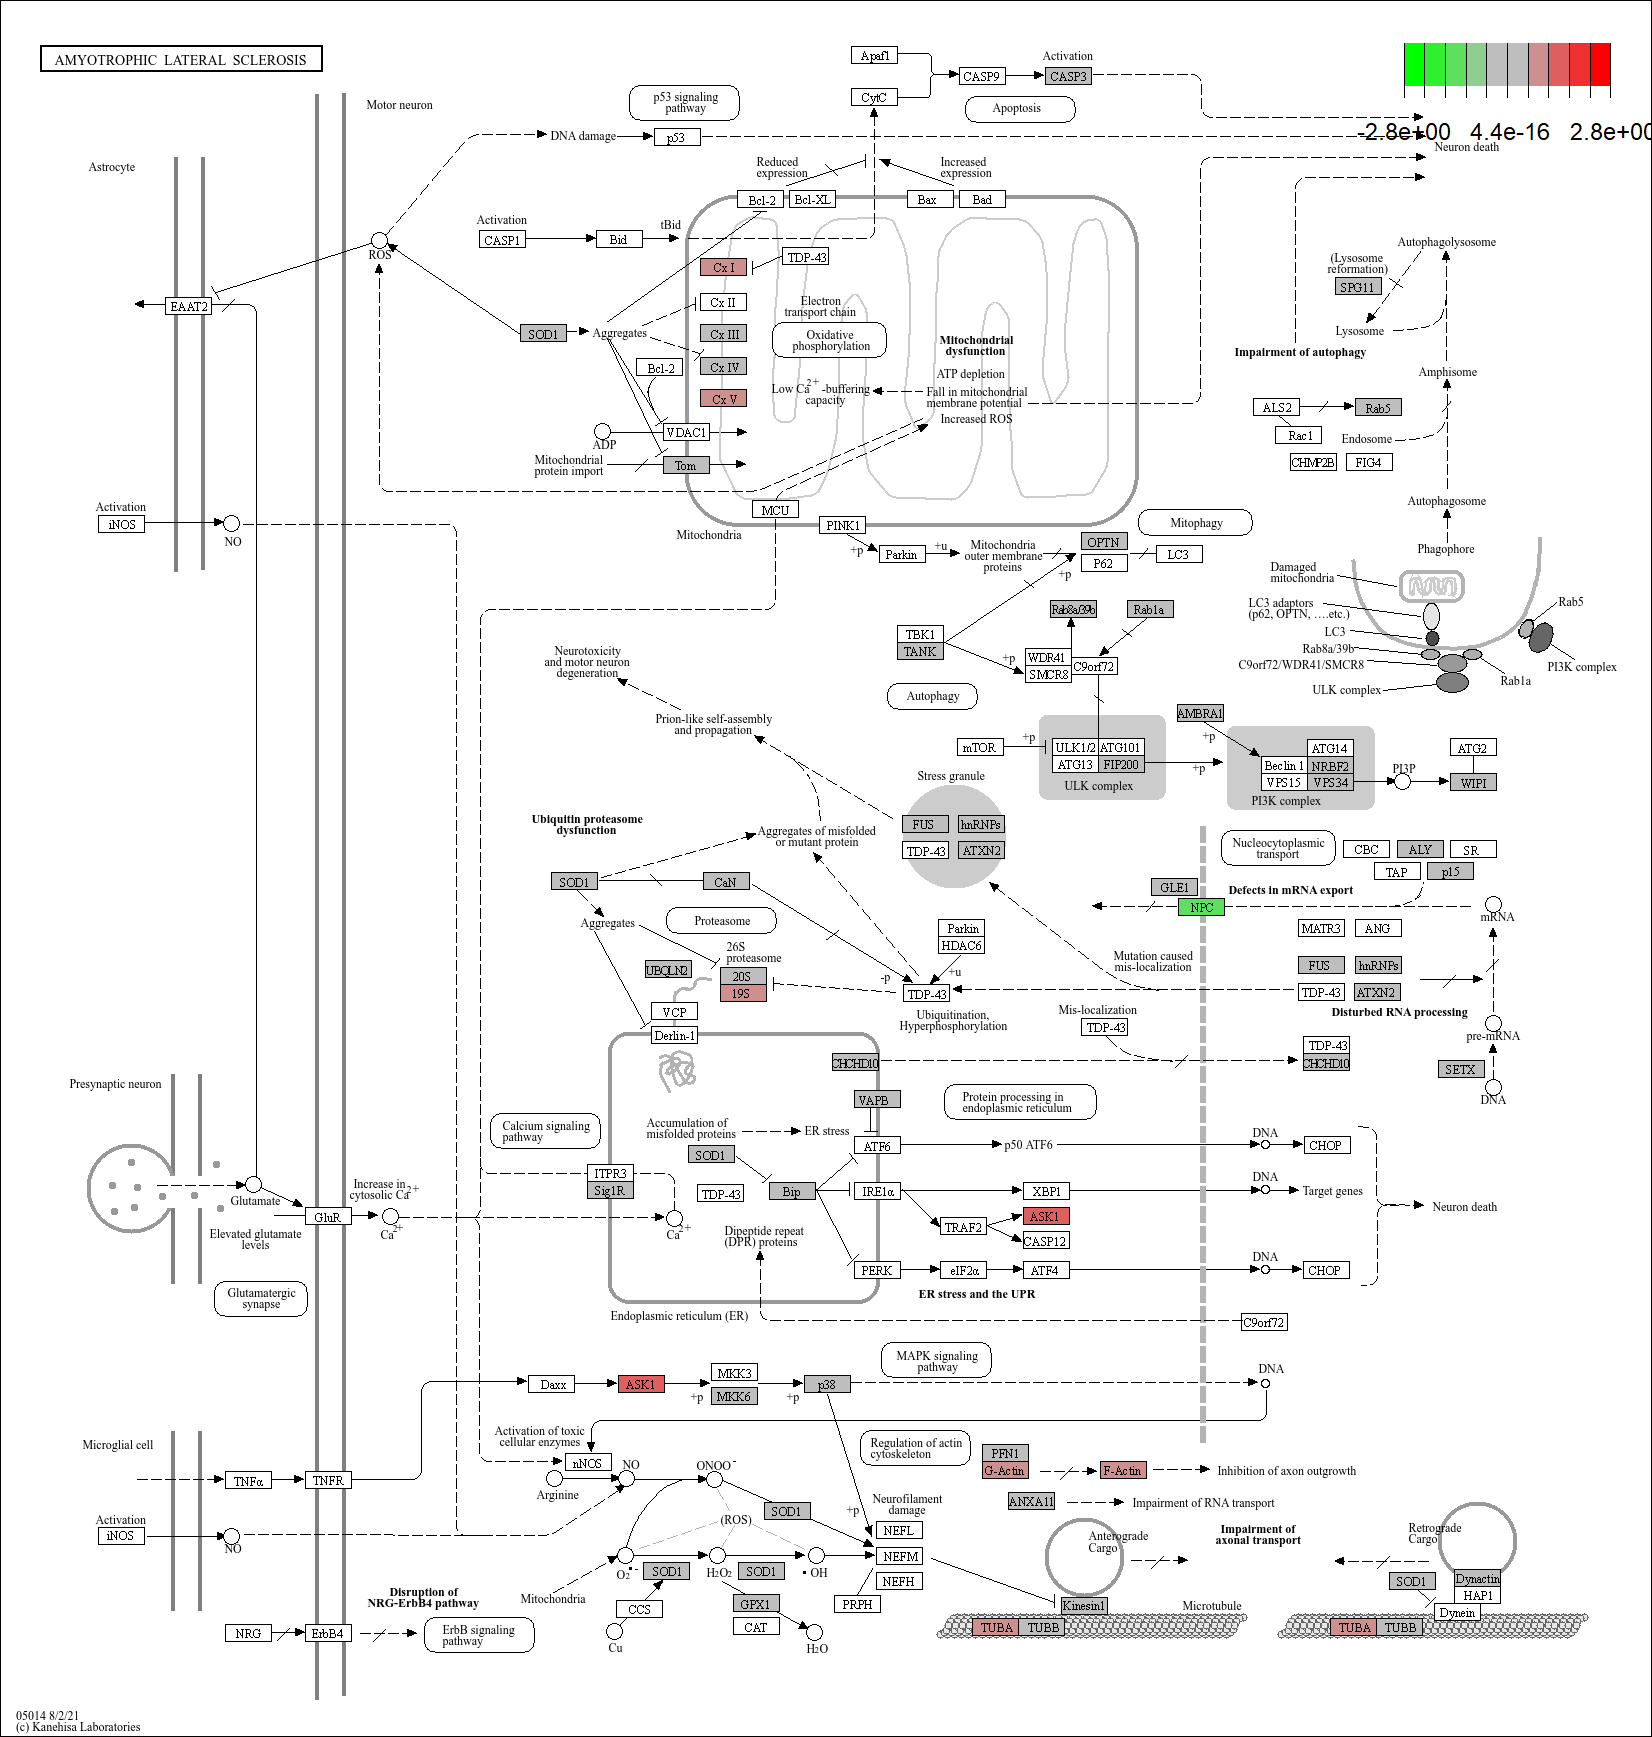 AMYOTROPHIC LATERAL SCLEROSIS
-2.8e+00 4.4e-16 2.8e+00
Motor neuron
Astrocyte
p53 signaling
pathway
Apaf1
CytC
CASP9
Activation
CASP3
Apoptosis
DNA damage
p53
Neuron death
Reduced
expression
Increased
expression
Bcl-2
Bcl-XL
Bax
Bad
Activation
CASP1
Bid
tBid
ROS
EAAT2
SOD1
Aggregates
Bcl-2
Cx I
TDP-43
Cx II
Cx III
Cx IV
Cx V
Electron
transport chain
Oxidative
phosphorylation
Mitochondrial
dysfunction
ATP depletion
Low Ca2+ -buffering
capacity
Fall in mitochondrial
membrane potential
Increased ROS
ADP
VDAC1
Mitochondrial
protein import
Tom
MCU
PINK1
Mitochondria
Autophagolysosome
(Lysosome
reformation)
SPG11
Lysosome
Impairment of autophagy
Amphisome
ALS2
Rab5
Rac1
Endosome
CHMP2B
FIG4
Autophagosome
Phagophore
Activation
iNOS
NO
+p
Parkin
+u
Mitochondria
outer membrane
proteins
OPTN
P62
LC3
+p
Mitophagy
Damaged
mitochondria
LC3 adaptors
(p62, OPTN, ....etc.)
LC3
Rab8a/39b
C9orf72/WDR41/SMCR8
ULK complex
Rab5
PI3K complex
Rab1a
Rab8a/39b
Rab1a
TBK1
TANK
+p
WDR41
SMCR8
C9orf72
Autophagy
Neurotoxicity
and motor neuron
degeneration
Prion-like self-assembly
and propagation
mTOR
+p
ULK1/2
ATG101
ATG13
FIP200
ULK complex
+p
AMBRA1
+p
ATG14
Beclin 1
NRBF2
VPS15
VPS34
PI3K complex
PI3P
ATG2
WIPI
Stress granule
FUS
hnRNPs
TDP-43
ATXN2
Ubiquitin proteasome
dysfunction
Aggregates of misfolded
or mutant protein
SOD1
CaN
Aggregates
Proteasome
26S
proteasome
UBQLN2
20S
19S
VCP
Derlin-1
Parkin
HDAC6
+u
-p
TDP-43
Ubiquitination,
Hyperphosphorylation
Nucleocytoplasmic
transport
CBC
ALY
SR
TAP
p15
GLE1
NPC
Defects in mRNA export
mRNA
MATR3
ANG
FUS
hnRNPs
TDP-43
ATXN2
Disturbed RNA processing
Mutation caused
mis-localization
Mis-localization
TDP-43
pre-mRNA
TDP-43
CHCHD10
SETX
DNA
CHCHD10
VAPB
Protein processing in
endoplasmic reticulum
Presynaptic neuron
Calcium signaling
pathway
Accumulation of
misfolded proteins
ER stress
ATF6
p50 ATF6
DNA
CHOP
SOD1
ITPR3
Sig1R
TDP-43
Bip
IRE1α
XBP1
DNA
Target genes
TRAF2
ASK1
CASP12
Neuron death
Glutamate
Increase in
cytosolic Ca2+
GluR
Ca2+
Ca2+
Elevated glutamate
levels
Dipeptide repeat
(DPR) proteins
PERK
eIF2α
ATF4
DNA
CHOP
ER stress and the UPR
Glutamatergic
synapse
Endoplasmic reticulum (ER)
C9orf72
MAPK signaling
pathway
Daxx
ASK1
MKK3
MKK6
+p
+p
p38
DNA
Microglial cell
TNFα
TNFR
Activation of toxic
cellular enzymes
nNOS
Arginine
NO
ONOO-
Regulation of actin
cytoskeleton
PFN1
G-Actin
F-Actin
Inhibition of axon outgrowth
ANXA11
Impairment of RNA transport
Activation
iNOS
NO
(ROS)
SOD1
+p
Neurofilament
damage
NEFL
NEFM
NEFH
PRPH
O2•-
SOD1
H2O2
SOD1
•OH
Mitochondria
CCS
Cu
GPX1
CAT
H2O
Anterograde
Cargo
Impairment of
axonal transport
Retrograde
Cargo
Kinesin1
SOD1
Dynactin
HAP1
Dynein
Microtubule
TUBA
TUBB
TUBA
TUBB
Disruption of
NRG-ErbB4 pathway
NRG
ErbB4
ErbB signaling
pathway
05014 8/2/21
(c) Kanehisa Laboratories